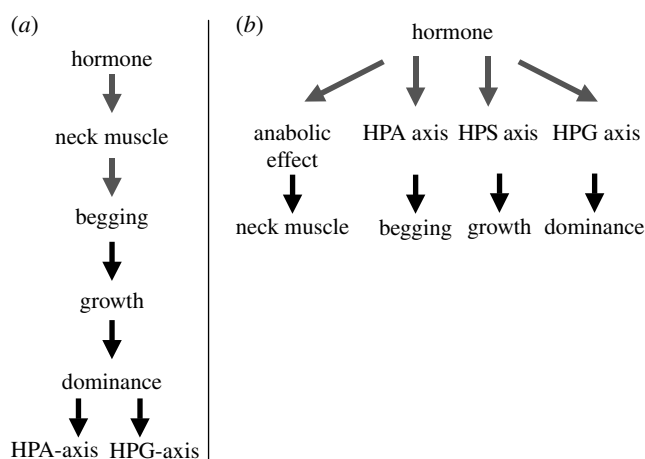 (a)
hormone
neck muscle
begging
growth
dominance
HPA-axis HPG-axis
(b)
hormone
anabolic effect HPA axis HPS axis HPG axis
neck muscle begging growth dominance